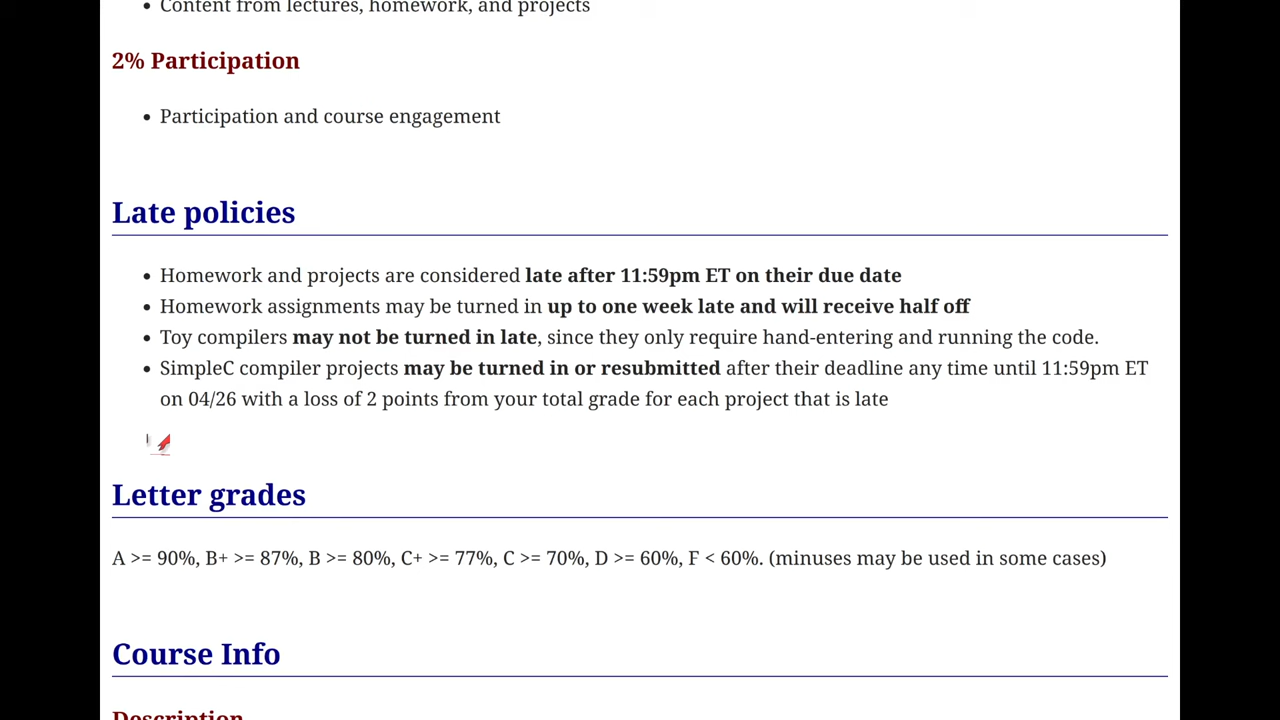 Content from lectures, homework, and projects
2% Participation
Participation and course engagement
Late policies
Homework and projects are considered late after 11:59pm ET on their due date
Homework assignments may be turned in up to one week late and will receive half off
Toy compilers may not be turned in late, since they only require hand-entering and running the code.
SimpleC compiler projects may be turned in or resubmitted after their deadline any time until 11:59pm ET
on 04/26 with a loss of 2 points from your total grade for each project that is late
Letter grades
A >= 90%, B+ >= 87%, B >= 80%, C+ >= 77%, C >= 70%, D >= 60%, F < 60%. (minuses may be used in some cases)
Course Info
Description